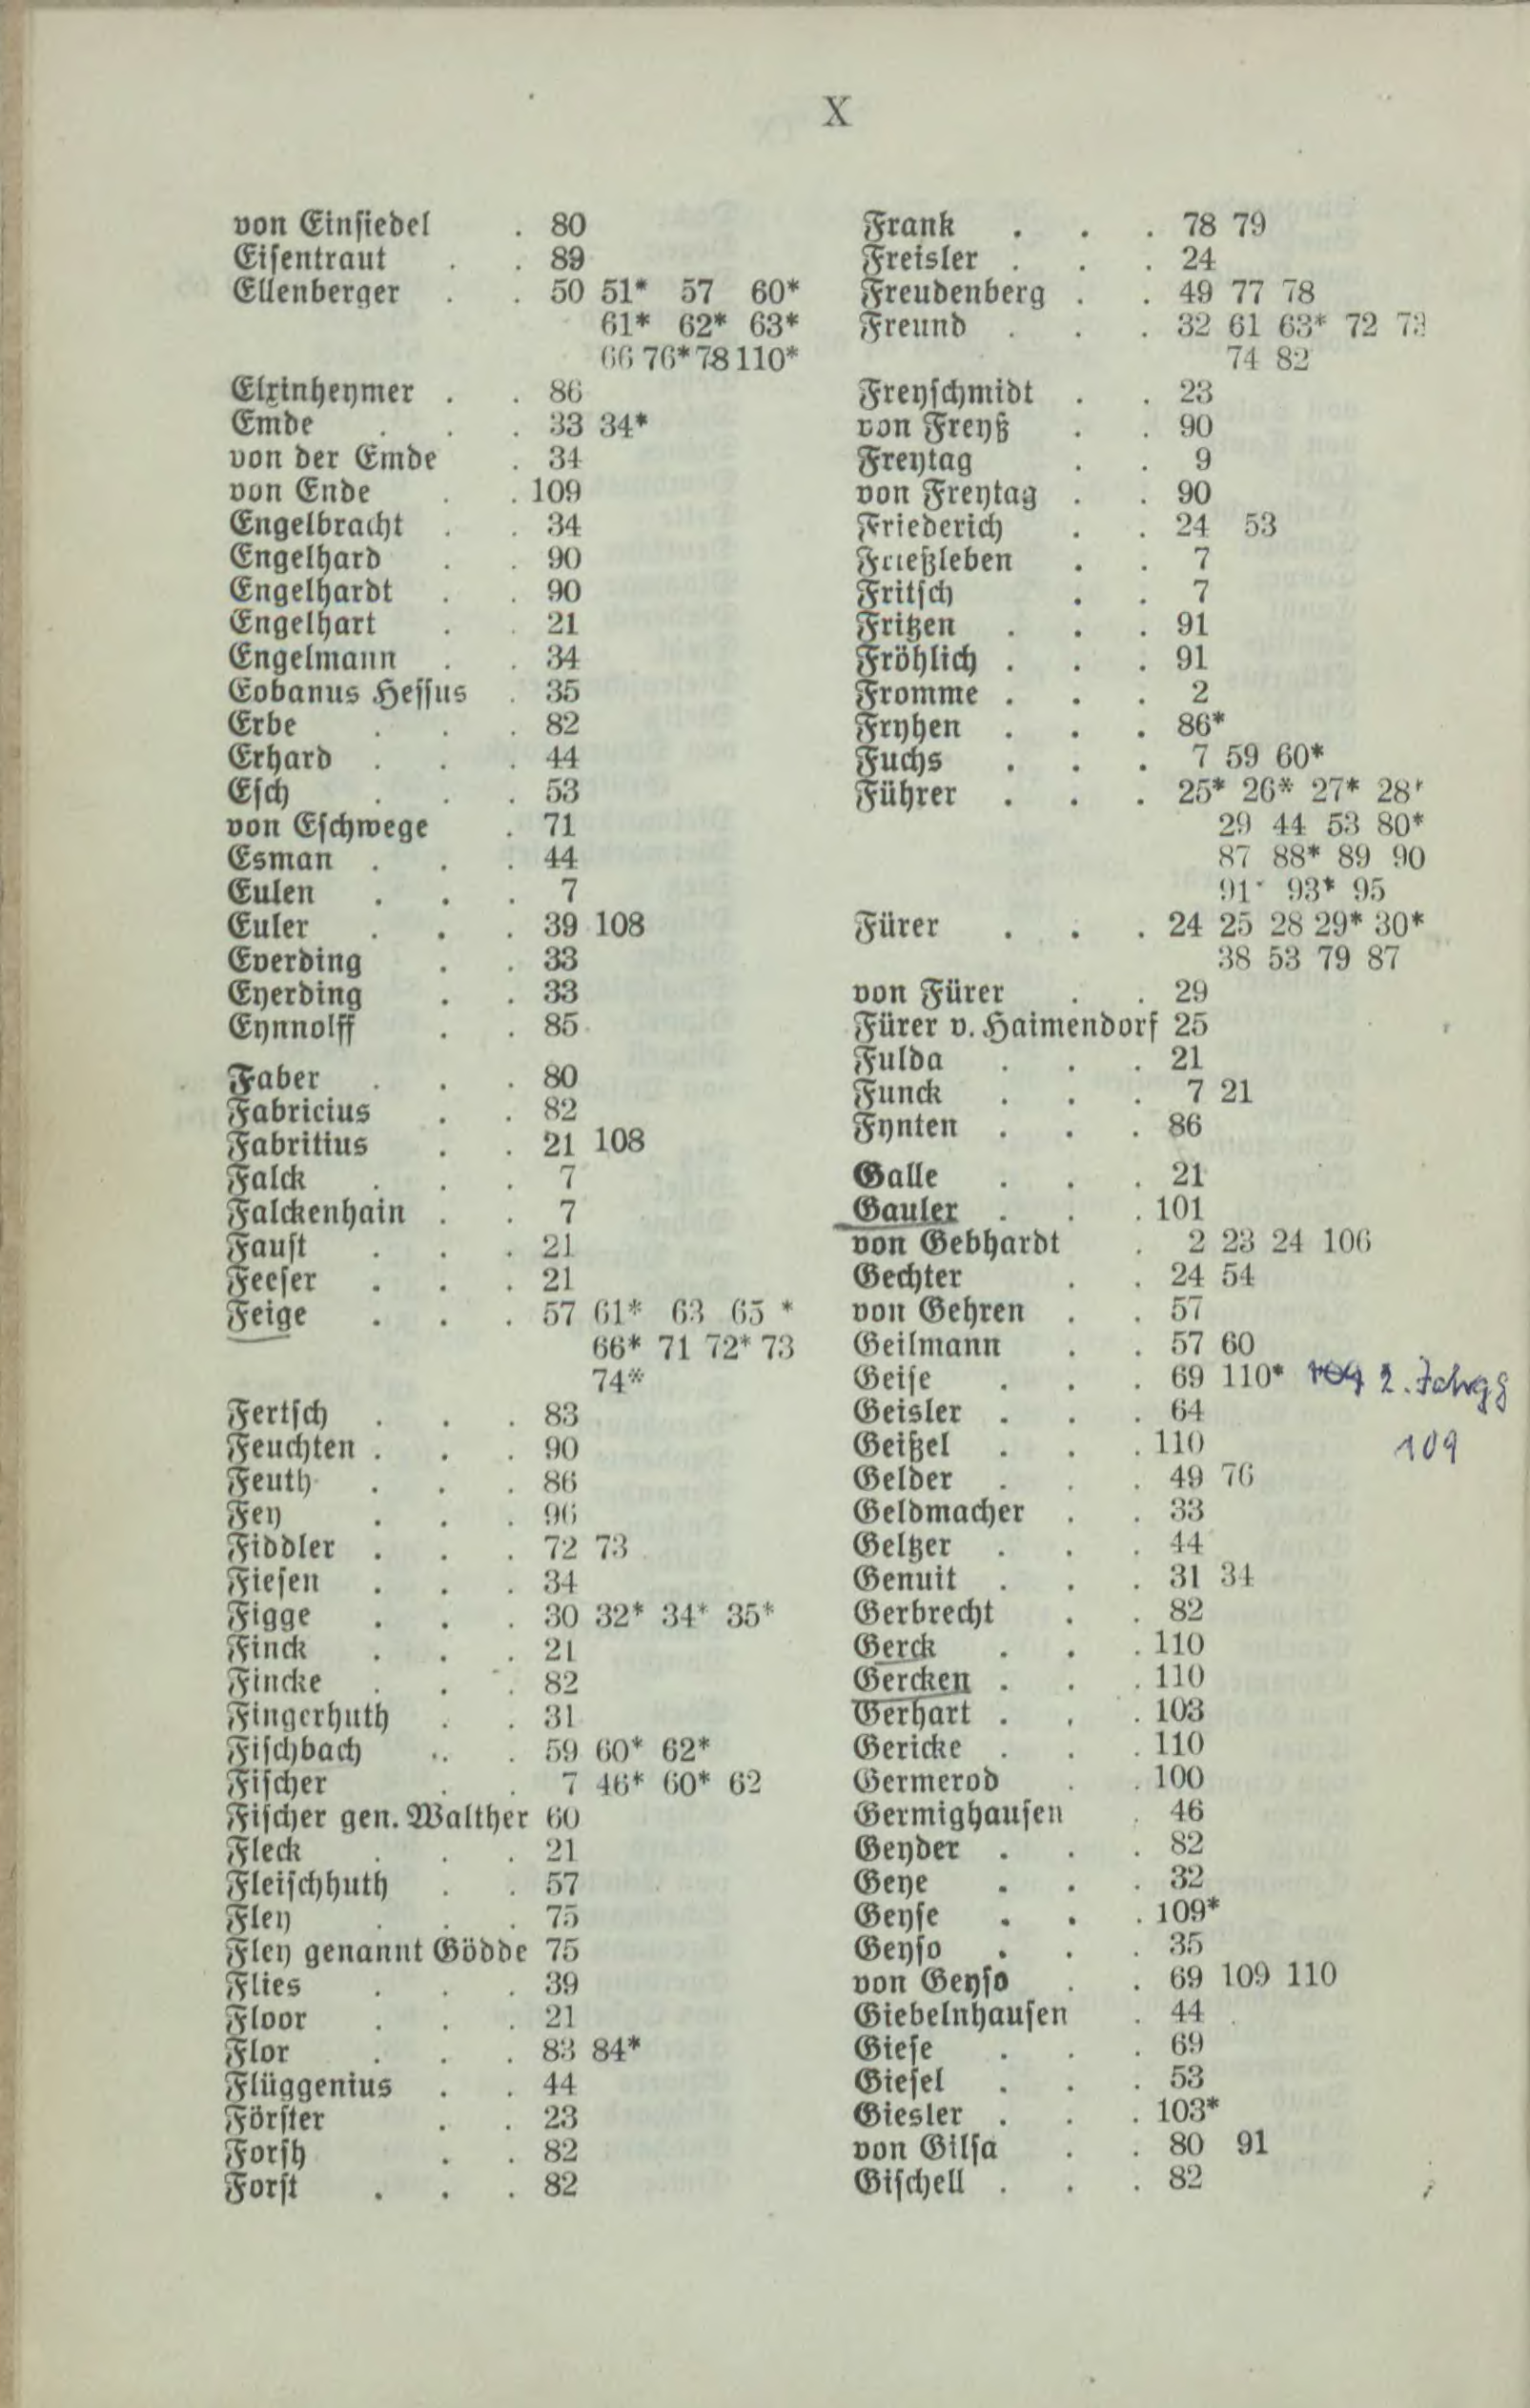 X
von Einsiedel . 80
Eisentraut . . 89
Ellenberger . . 50 51* 57 60*
61* 62* 63*
66 76* 78 110*
Elxinheymer . . 86
Emde . . . 33 34*
von der Emde . 34
von Ende . . 109
Engelbracht . . 34
Engelhard . . 90
Engelhardt . . 90
Engelhart . . 21
Engelmann . . 34
Eobanus Hessus . 35
Erbe . . . 82
Erhard . . . 44
Esch . . . 53
von Eschwege . 71
Esman . . . 44
Eulen . . . 7
Euler . . . 39 108
Everding . . 33
Eyerding . . 33
Eynnolff . . 85
Faber . . . 80
Fabricius . . 82
Fabritius . . 21 108
Falck . . . 7
Falckenhain . . 7
Faust . . . 21
Feeser . . . 21
Feige . . . 57 61* 63 65 *
66* 71 72* 73
74*
Fertsch . . . 83
Feuchten . . . 90
Feuth . . . 86
Fey . . . 96
Fiddler . . . 72 73
Fiesen . . . 34
Figge . . . 30 32* 34* 35*
Finck . . . 21
Fincke . . . 82
Fingerhuth . . 31
Fischbach . . 59 60* 62*
Fischer . . 7 46* 60* 62
Fischer gen. Walther 60
Fleck . . . 21
Fleischhuth . . 57
Fley . . . 75
Fley genannt Gödde 75
Flies . . . 39
Floor . . . 21
Flor . . . 83 84*
Flüggenius . . 44
Förster . . 23
Forsh . . 82
Forst . . . 82
Frank . . . 78 79
Freisler . . . 24
Freudenberg . . 49 77 78
Freund . . . 32 61 63* 72 73
74 82
Freyschmidt . . 23
von Freyß . . 90
Freytag . . 9
von Freytag . . 90
Friederich . . 24 53
Frießleben . . 7
Fritsch . . 7
Fritzen . . . 91
Fröhlich . . . 91
Fromme . . . 2
Fryhen . . . 86*
Fuchs . . . 7 59 60*
Führer . . . 25* 26* 27* 28*
29 44 53 80*
87 88* 89 90
91* 93* 95
Fürer . . . 24 25 28 29* 30*
38 53 79 87
von Fürer . . 29
Fürer v. Haimendorf 25
Fulda . . . 21
Funck . . . 7 21
Fynten . . . 86
Galle . . . 21
Gauler . . . 101
von Gebhardt . 2 23 24 106
Gechter . . 24 54
von Gehren . . 57
Geilmann . . 57 60
Geise . . . 69 110* 2. Jahrgg
Geisler . . . 64
Geißel . . . 110 109
Gelder . . . 49 76
Geldmacher . . 33
Geltzer . . . 44
Genuit . . . 31 34
Gerbrecht . . 82
Gerck . . . 110
Gercken . . . 110
Gerhart . . . 103
Gericke . . . 110
Germerod . . 100
Germighausen . 46
Geyder . . . 82
Geye . . . 32
Geyse . . . 109*
Geyso . . . 35
von Geyso . . 69 109 110
Giebelnhausen . 44
Giese . . . 69
Giesel . . . 53
Giesler . . . 103*
von Gilsa . . 80 91
Gischell . . . 82